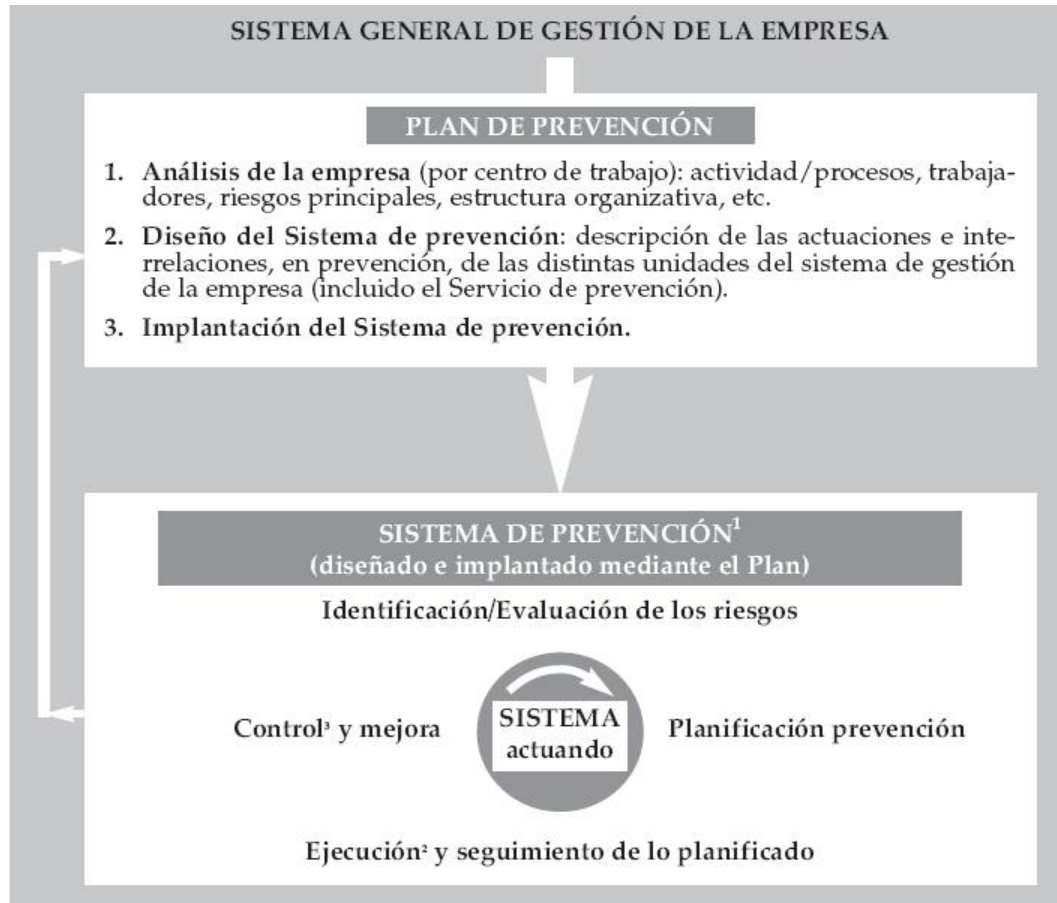 SISTEMA GENERAL DE GESTIÓN DE LA EMPRESA
PLAN DE PREVENCIÓN
1. Análisis de la empresa (por centro de trabajo): actividad/procesos, trabaja-
dores, riesgos principales, estructura organizativa, etc.
2. Diseño del Sistema de prevención: descripción de las actuaciones e inte-
rrelaciones, en prevención, de las distintas unidades del sistema de gestión
de la empresa (incluido el Servicio de prevención).
3. Implantación del Sistema de prevención.
SISTEMA DE PREVENCIÓN¹
(diseñado e implantado mediante el Plan)
Identificación/Evaluación de los riesgos
Control³ y mejora
SISTEMA
actuando
Planificación prevención
Ejecución² y seguimiento de lo planificado